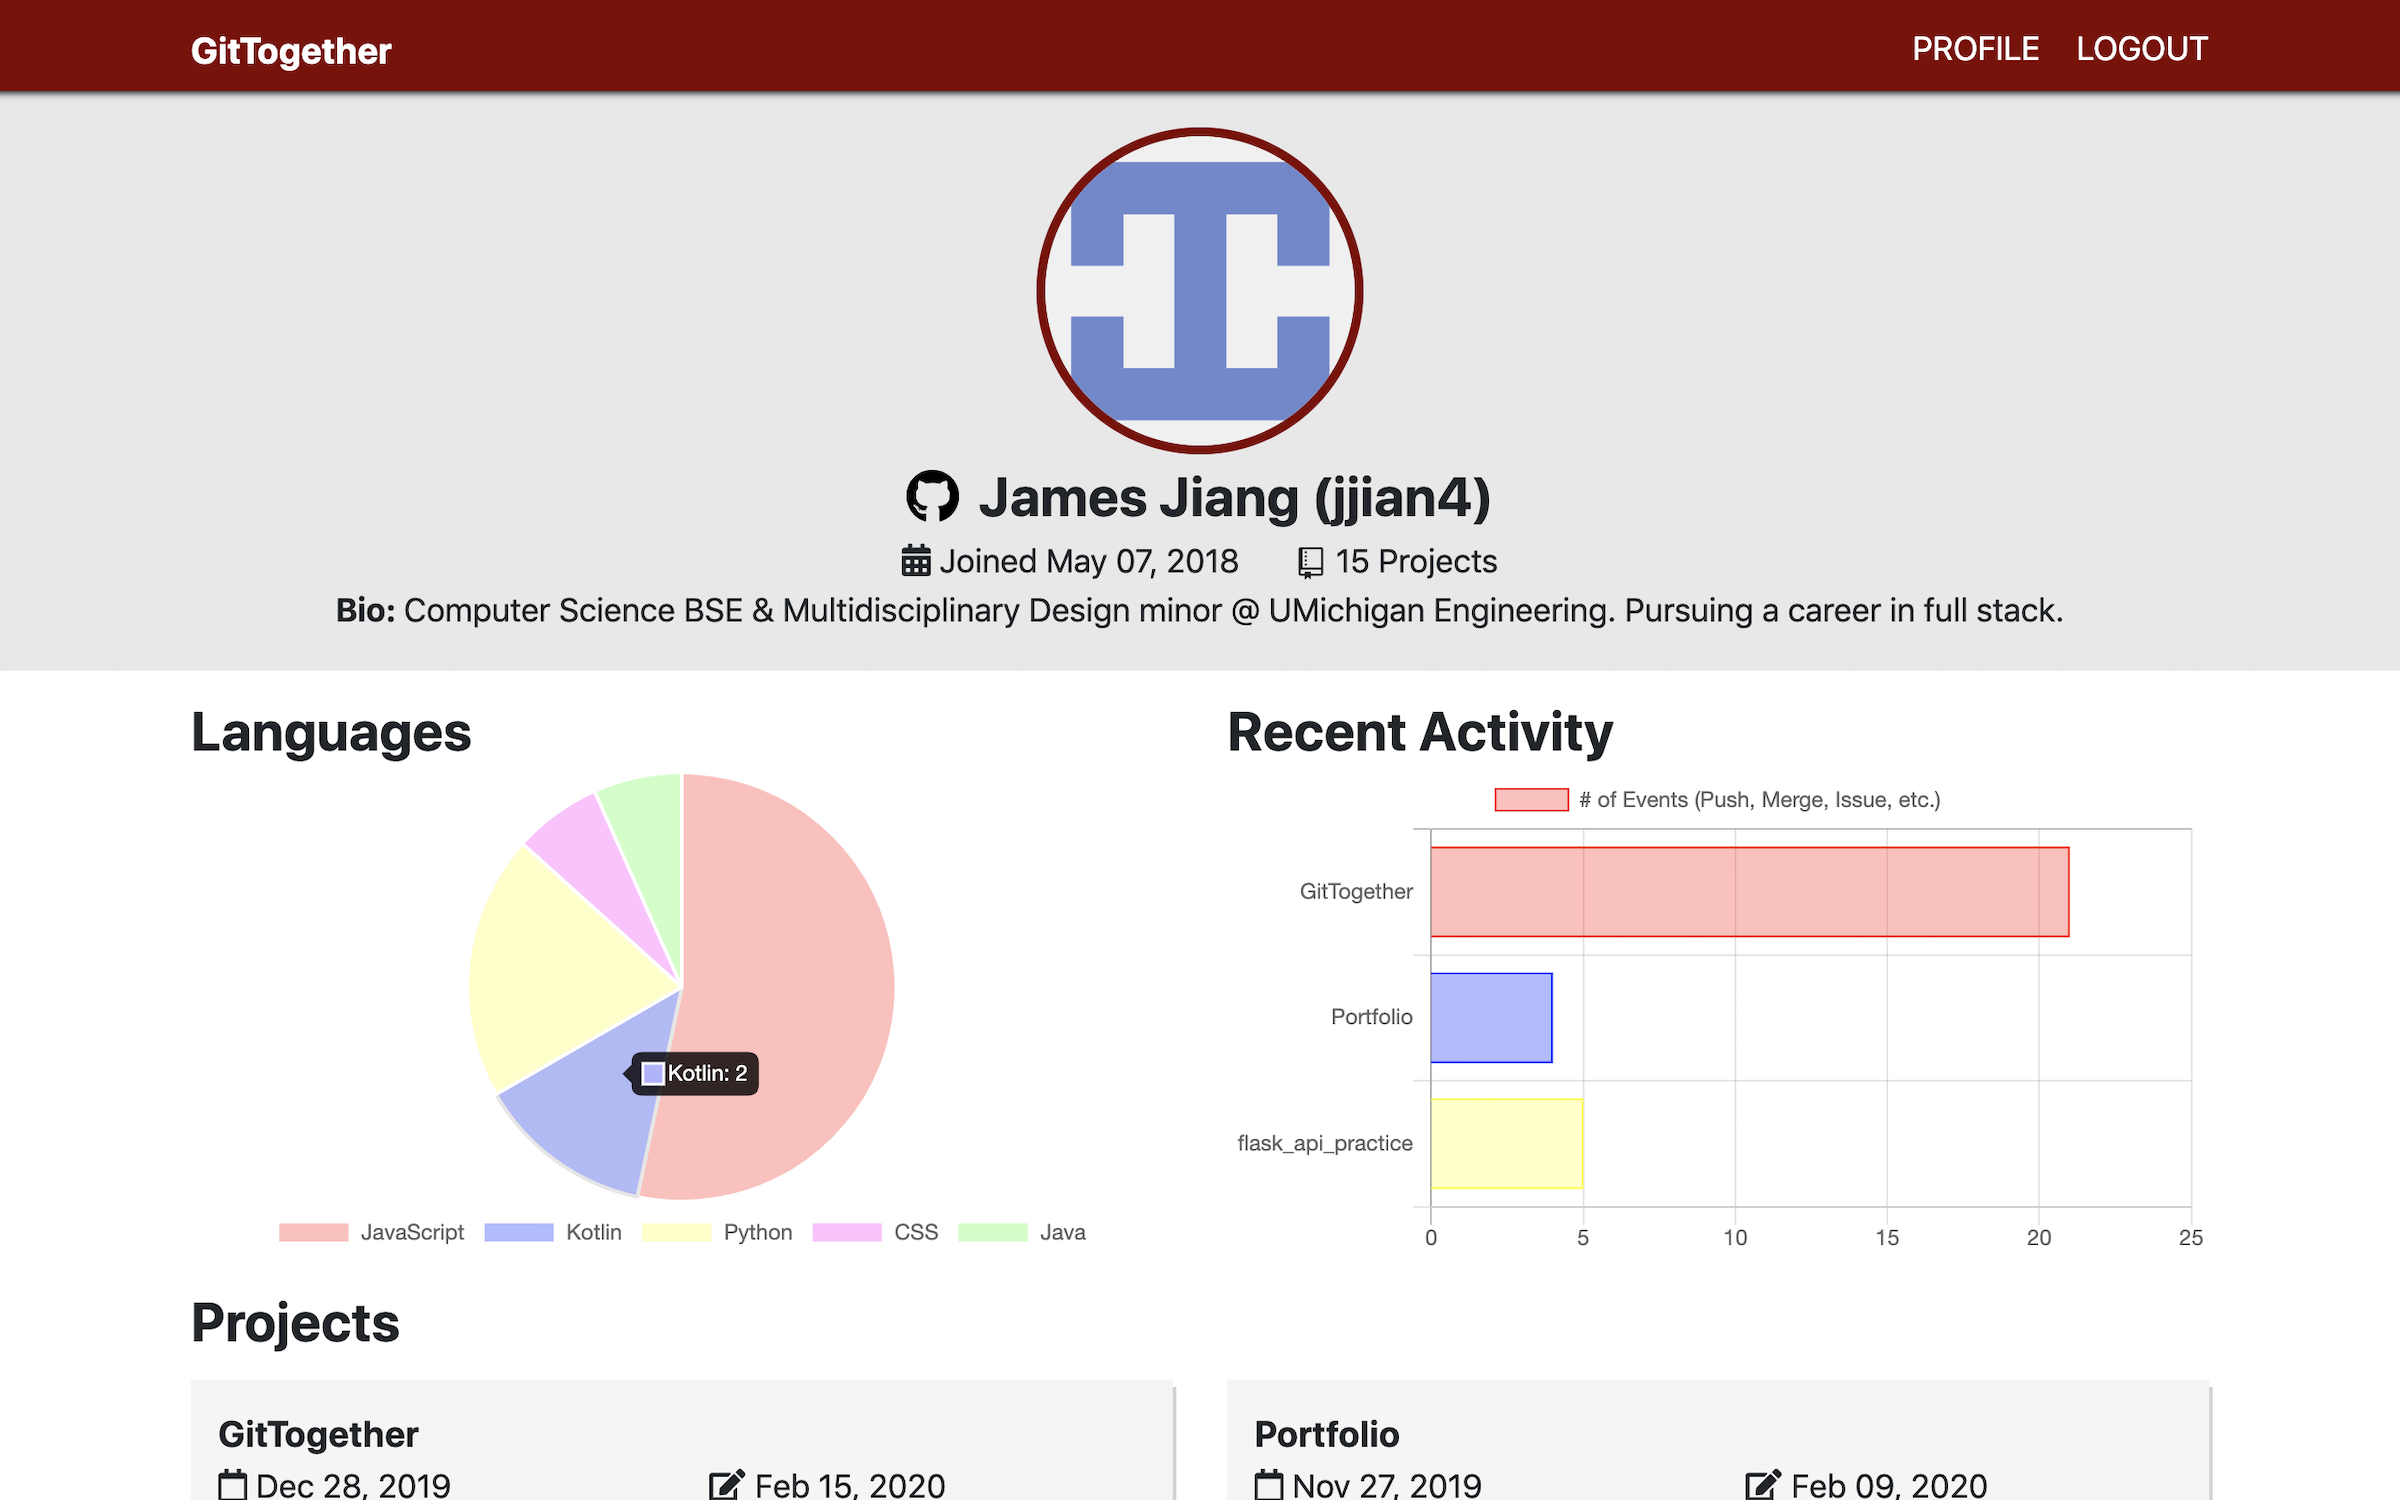 GitTogether
PROFILE LOGOUT
James Jiang (jjian4)
Joined May 07, 2018 15 Projects
Bio: Computer Science BSE & Multidisciplinary Design minor @ UMichigan Engineering. Pursuing a career in full stack.
Languages
Kotlin: 2
JavaScript Kotlin Python CSS Java
Recent Activity
# of Events (Push, Merge, Issue, etc.)
GitTogether
Portfolio
flask_api_practice
0 5 10 15 20 25
Projects
GitTogether
Dec 28, 2019 Feb 15, 2020
Portfolio
Nov 27, 2019 Feb 09, 2020